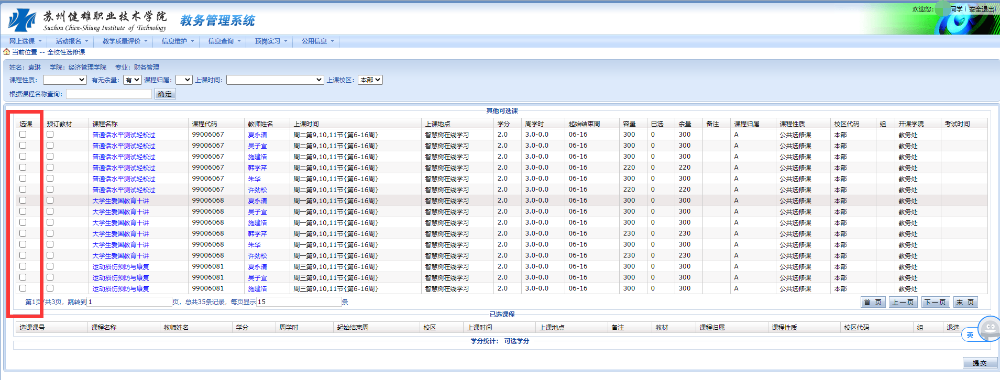 欢迎您: 同学 | 安全退出
苏州健雄职业技术学院 教务管理系统
Suzhou Chien-Shiung Institute of Technology
网上选课 活动报名 教学质量评价 信息维护 信息查询 顶岗实习 公用信息
当前位置 -- 全校性选修课
姓名: 袁琳 学院: 经济管理学院 专业: 财务管理
课程性质: 有无余量: 有 课程归属: 上课时间: 上课校区: 本部
根据课程名称查询: 确定
其他可选课
选课 预订教材 课程名称 课程代码 教师姓名 上课时间 上课地点 学分 周学时 起始结束周 容量 已选 余量 备注 课程归属 课程性质 校区代码 组 开课学院 考试时间
普通话水平测试轻松过 99006067 夏永清 周二第9,10,11节{第6-16周} 智慧树在线学习 2.0 3.0-0.0 06-16 300 0 300 A 公共选修课 本部 教务处
普通话水平测试轻松过 99006067 吴子宜 周二第9,10,11节{第6-16周} 智慧树在线学习 2.0 3.0-0.0 06-16 300 0 300 A 公共选修课 本部 教务处
普通话水平测试轻松过 99006067 施建浩 周二第9,10,11节{第6-16周} 智慧树在线学习 2.0 3.0-0.0 06-16 300 0 300 A 公共选修课 本部 教务处
普通话水平测试轻松过 99006067 韩学芹 周二第9,10,11节{第6-16周} 智慧树在线学习 2.0 3.0-0.0 06-16 220 0 220 A 公共选修课 本部 教务处
普通话水平测试轻松过 99006067 朱华 周二第9,10,11节{第6-16周} 智慧树在线学习 2.0 3.0-0.0 06-16 300 0 300 A 公共选修课 本部 教务处
普通话水平测试轻松过 99006067 许劲松 周二第9,10,11节{第6-16周} 智慧树在线学习 2.0 3.0-0.0 06-16 220 0 220 A 公共选修课 本部 教务处
大学生爱国教育十讲 99006068 夏永清 周一第9,10,11节{第6-16周} 智慧树在线学习 2.0 3.0-0.0 06-16 300 0 300 A 公共选修课 本部 教务处
大学生爱国教育十讲 99006068 吴子宜 周一第9,10,11节{第6-16周} 智慧树在线学习 2.0 3.0-0.0 06-16 300 0 300 A 公共选修课 本部 教务处
大学生爱国教育十讲 99006068 施建浩 周一第9,10,11节{第6-16周} 智慧树在线学习 2.0 3.0-0.0 06-16 300 0 300 A 公共选修课 本部 教务处
大学生爱国教育十讲 99006068 韩学芹 周一第9,10,11节{第6-16周} 智慧树在线学习 2.0 3.0-0.0 06-16 230 0 230 A 公共选修课 本部 教务处
大学生爱国教育十讲 99006068 朱华 周一第9,10,11节{第6-16周} 智慧树在线学习 2.0 3.0-0.0 06-16 300 0 300 A 公共选修课 本部 教务处
大学生爱国教育十讲 99006068 许劲松 周一第9,10,11节{第6-16周} 智慧树在线学习 2.0 3.0-0.0 06-16 230 0 230 A 公共选修课 本部 教务处
运动损伤预防与康复 99006081 夏永清 周三第9,10,11节{第6-16周} 智慧树在线学习 2.0 3.0-0.0 06-16 300 0 300 A 公共选修课 本部 教务处
运动损伤预防与康复 99006081 吴子宜 周三第9,10,11节{第6-16周} 智慧树在线学习 2.0 3.0-0.0 06-16 300 0 300 A 公共选修课 本部 教务处
运动损伤预防与康复 99006081 施建浩 周三第9,10,11节{第6-16周} 智慧树在线学习 2.0 3.0-0.0 06-16 300 0 300 A 公共选修课 本部 教务处
第1页/共3页, 跳转到 1 页, 总共35条记录, 每页显示 15 条 首 页 上一页 下一页 末 页
已选课程
选课课号 课程名称 教师姓名 学分 周学时 起始结束周 校区 上课时间 上课地点 备注 教材 课程归属 课程性质 校区代码 组 退选
英
学分统计: 可选学分
提交